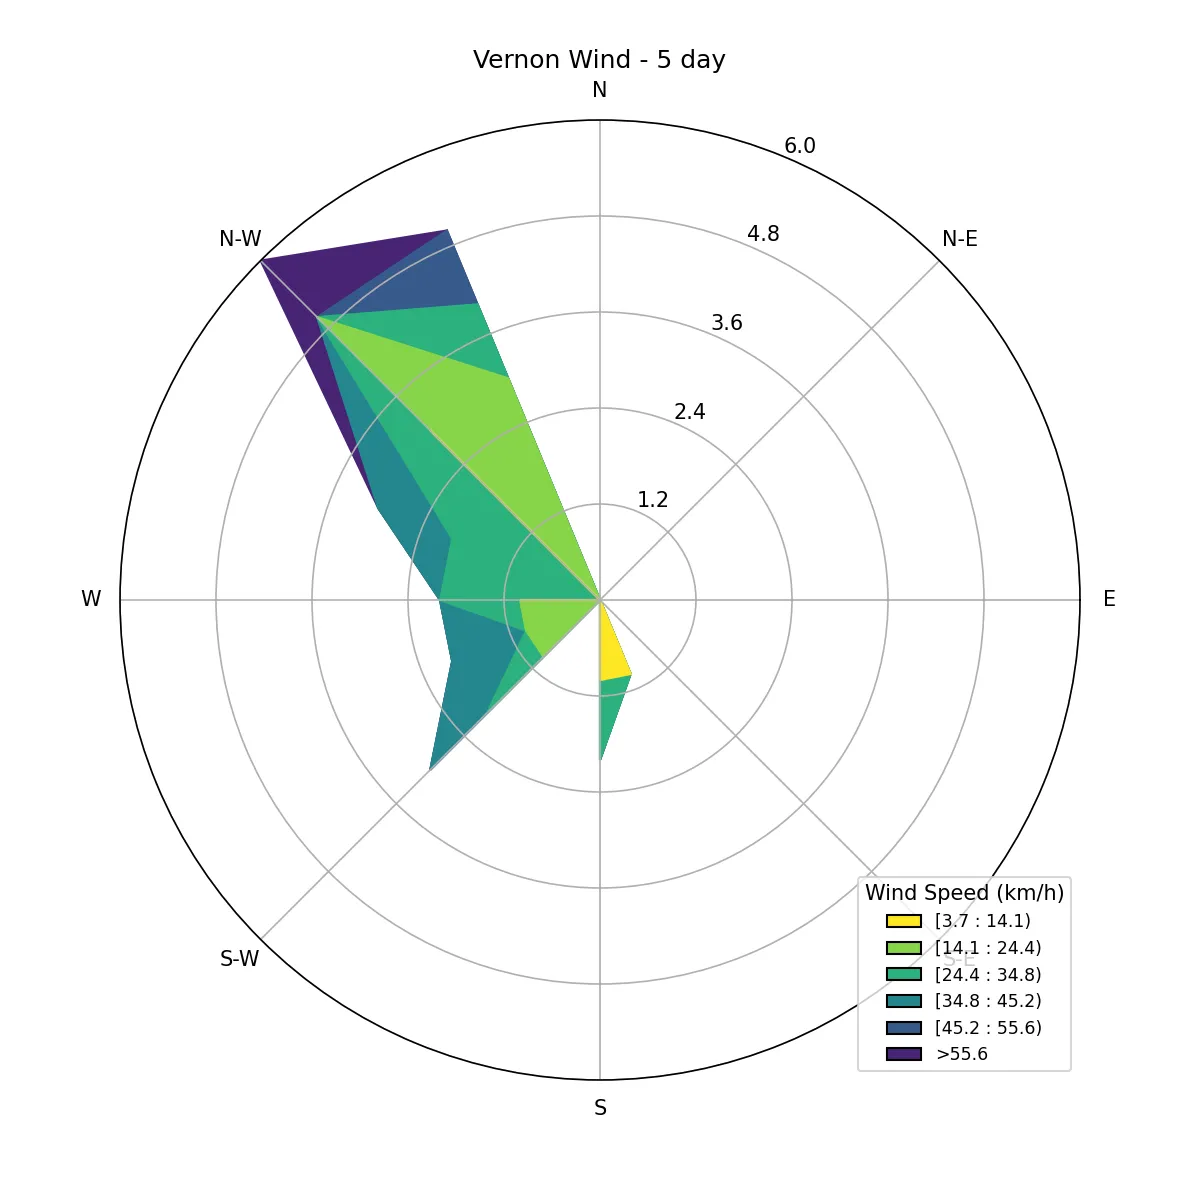 Vernon Wind - 5 day
N
6.0
N-W
4.8
N-E
3.6
2.4
1.2
W
E
Wind Speed (km/h)
[3.7 : 14.1)
[14.1 : 24.4)
S-W
S-E
[24.4 : 34.8)
[34.8 : 45.2)
[45.2 : 55.6)
>55.6
S